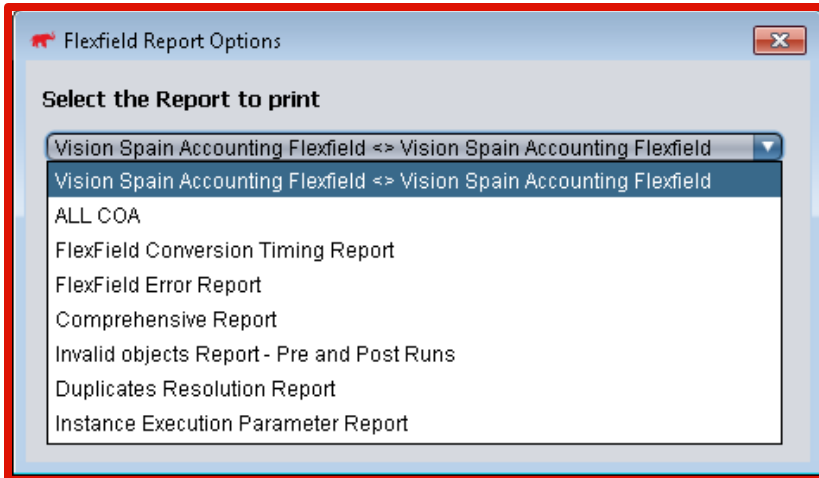 Flexfield Report Options
Select the Report to print
Vision Spain Accounting Flexfield <> Vision Spain Accounting Flexfield
Vision Spain Accounting Flexfield <> Vision Spain Accounting Flexfield
ALL COA
FlexField Conversion Timing Report
FlexField Error Report
Comprehensive Report
Invalid objects Report - Pre and Post Runs
Duplicates Resolution Report
Instance Execution Parameter Report